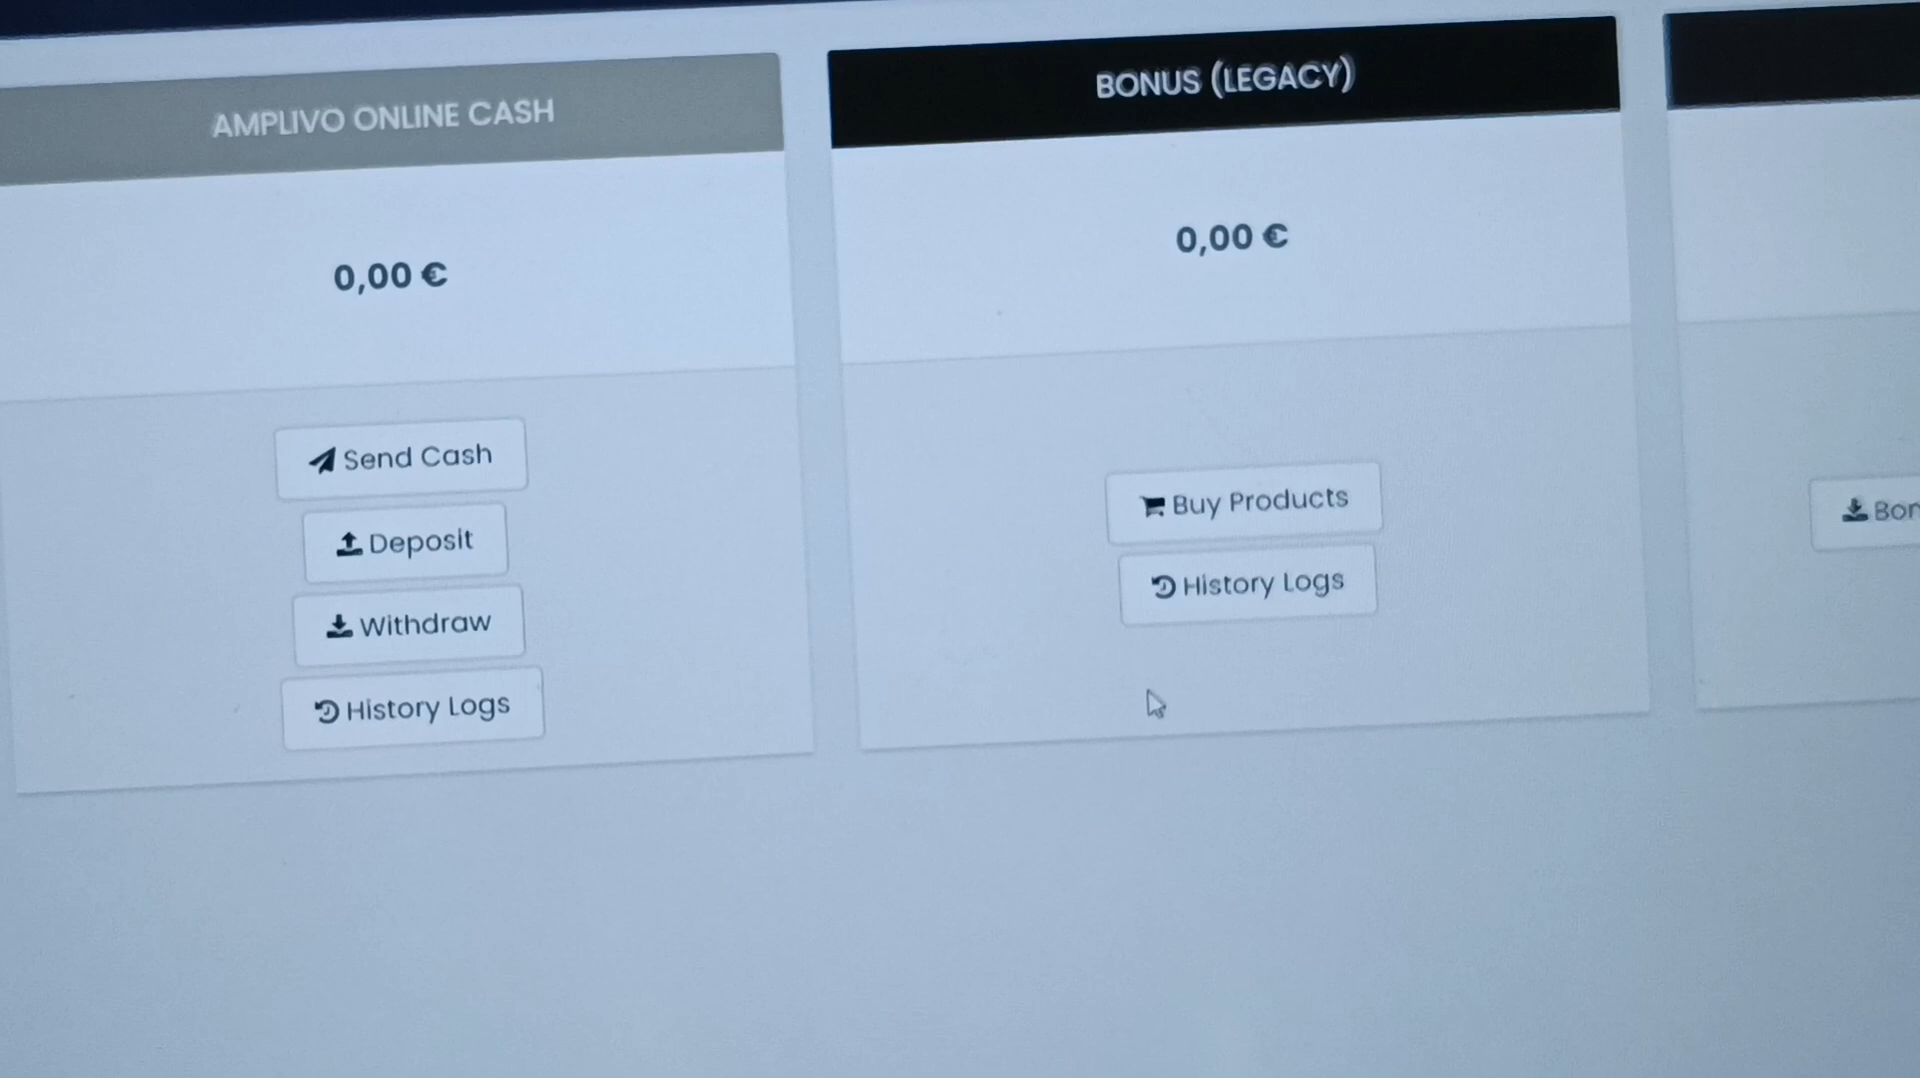 AMPLIVO ONLINE CASH
0,00 €
Send Cash
Deposit
Withdraw
History Logs
BONUS (LEGACY)
0,00 €
Buy Products
History Logs